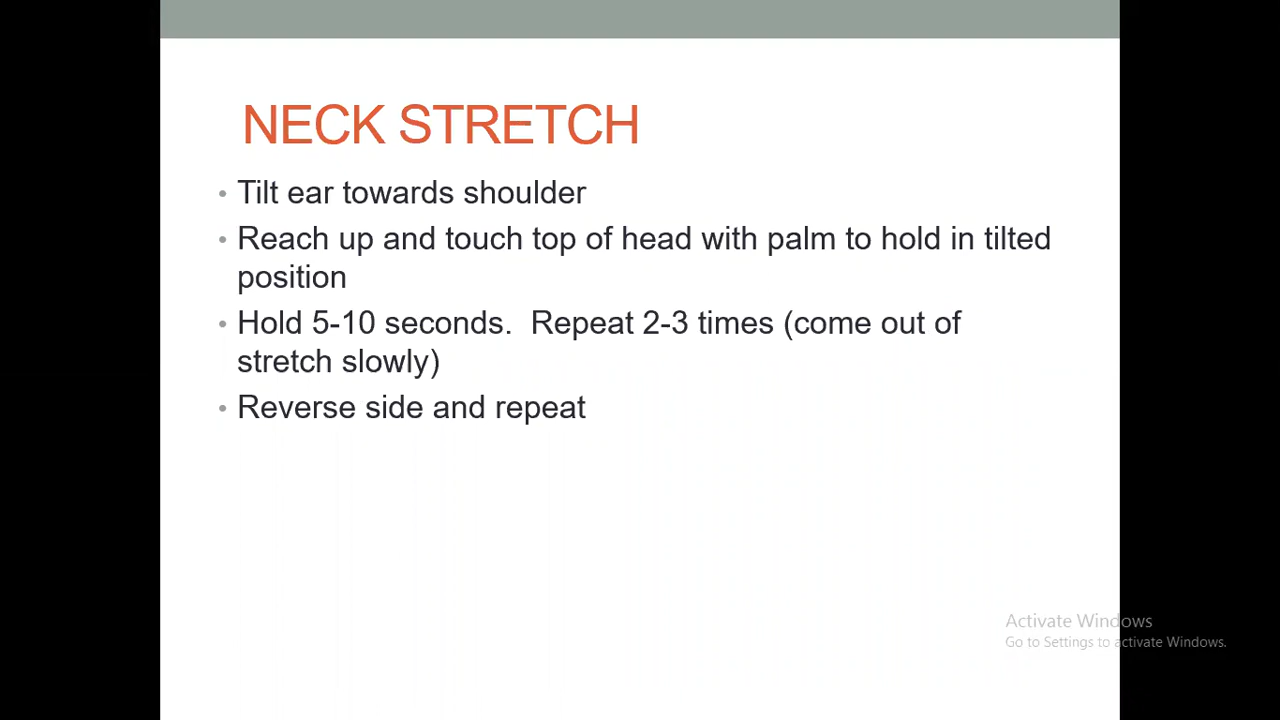 NECK STRETCH
• Tilt ear towards shoulder
• Reach up and touch top of head with palm to hold in tilted
position
• Hold 5-10 seconds.  Repeat 2-3 times (come out of
stretch slowly)
• Reverse side and repeat
Activate Windows
Go to Settings to activate Windows.